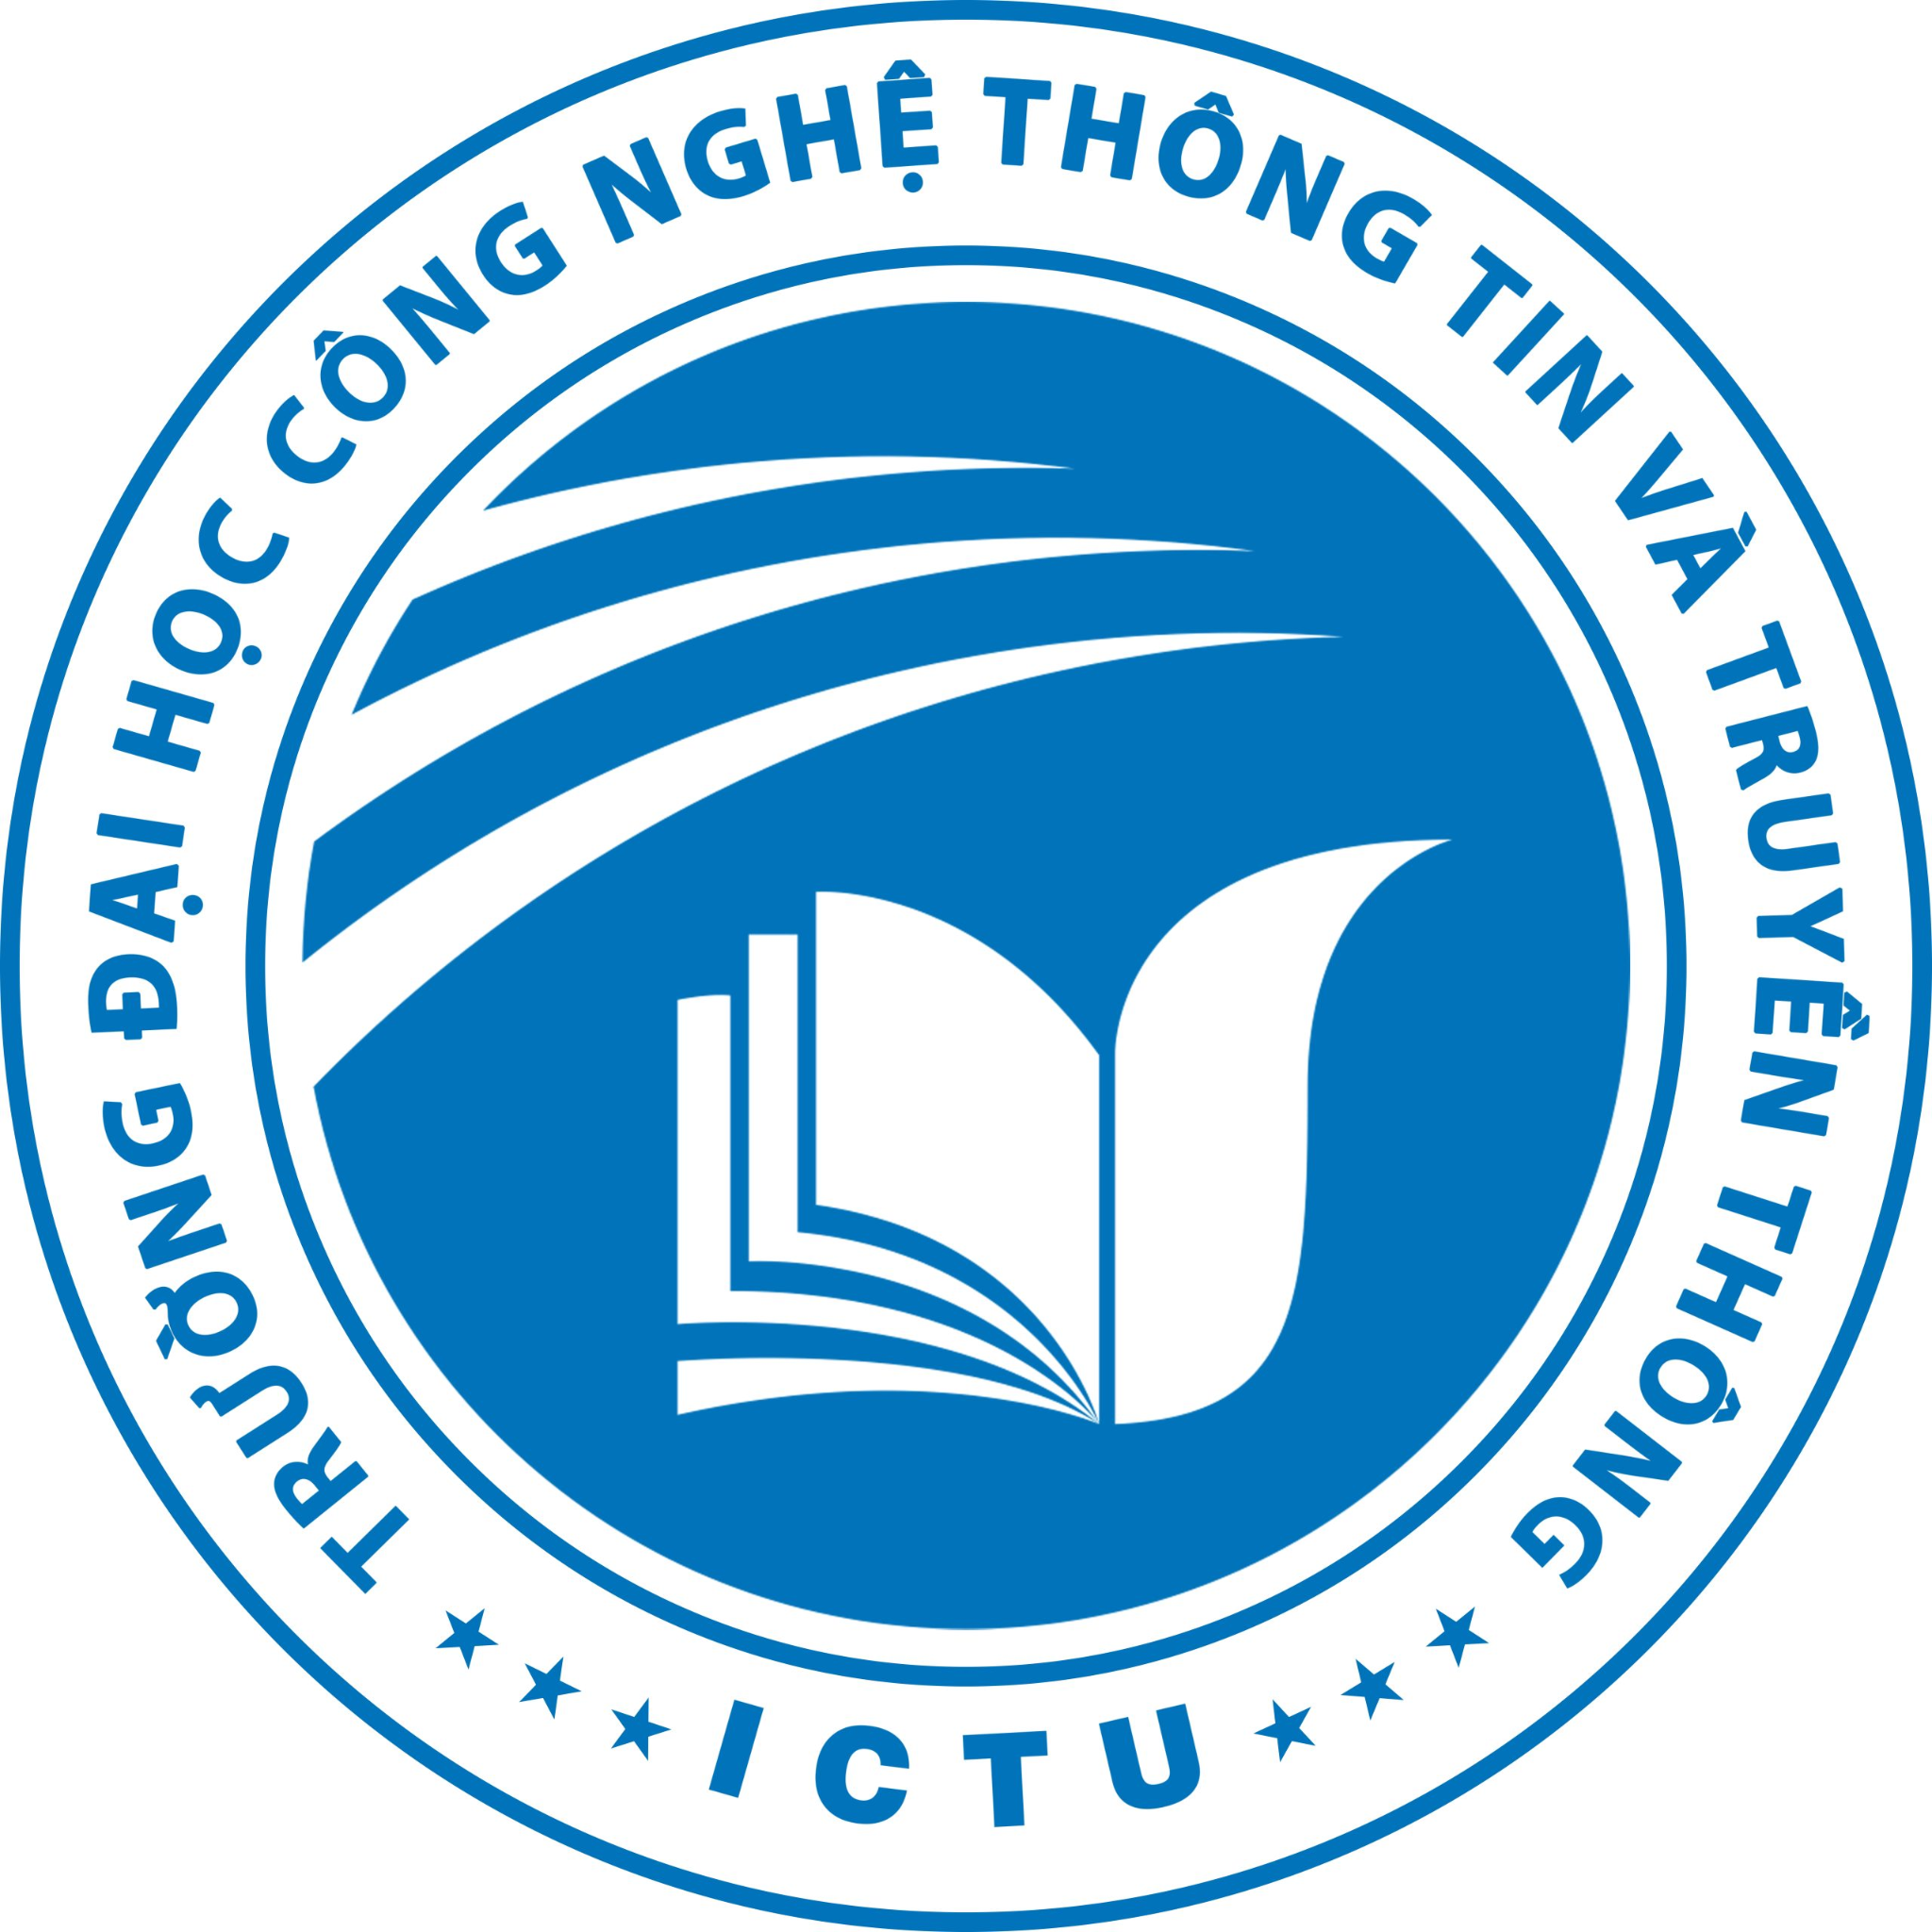 TRƯỜNG ĐẠI HỌC CÔNG NGHỆ THÔNG TIN VÀ TRUYỀN THÔNG
ICTU